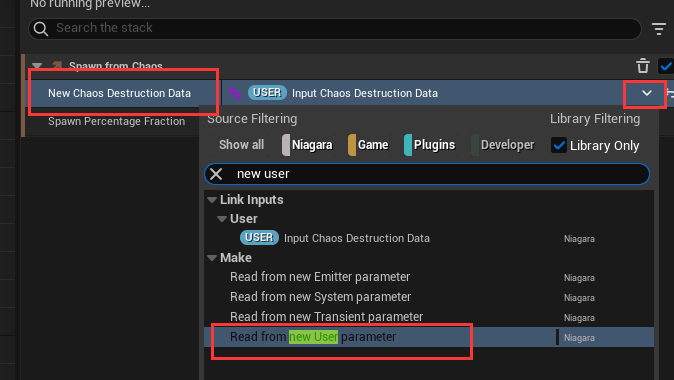 No running preview...
Search the stack
Spawn from Chaos
New Chaos Destruction Data USER Input Chaos Destruction Data
Spawn Percentage Fraction
Source Filtering Library Filtering
Show all Niagara Game Plugins Developer Library Only
new user
Link Inputs
User
USER Input Chaos Destruction Data Niagara
Make
Read from new Emitter parameter Niagara
Read from new System parameter Niagara
Read from new Transient parameter Niagara
Read from new User parameter Niagara